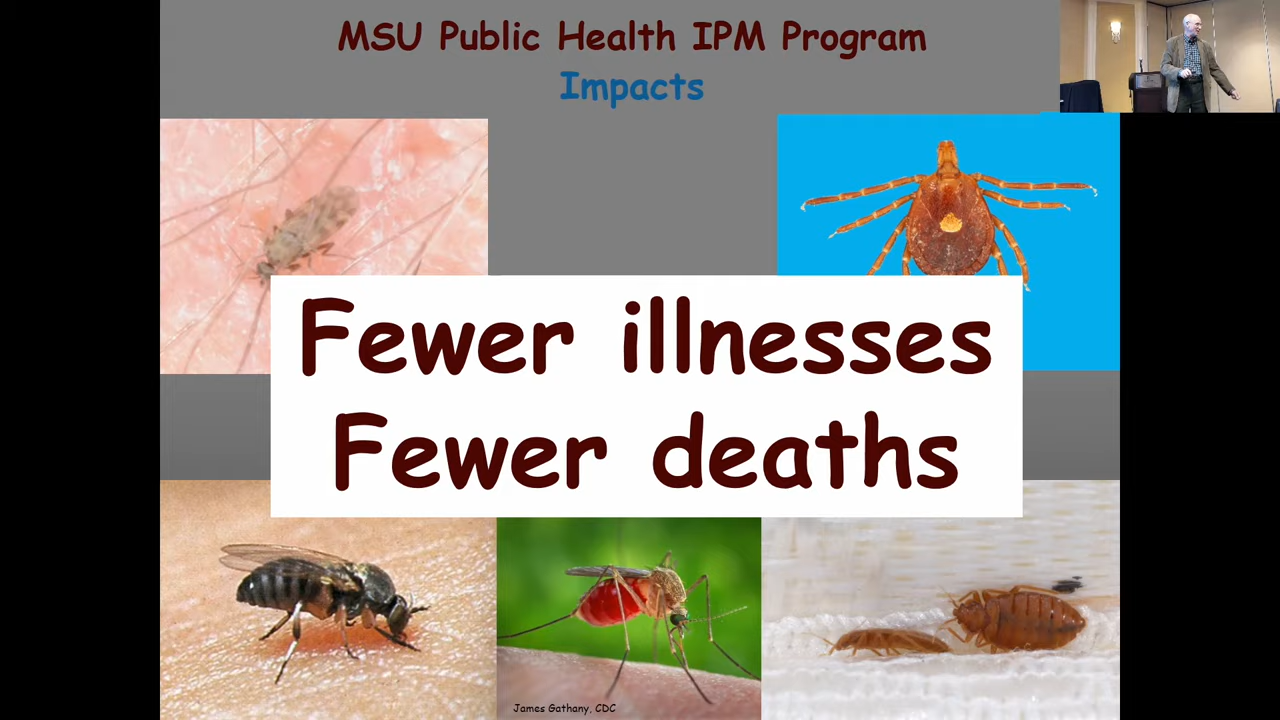 MSU Public Health IPM Program
Impacts
Fewer illnesses
Fewer deaths
James Gathany, CDC